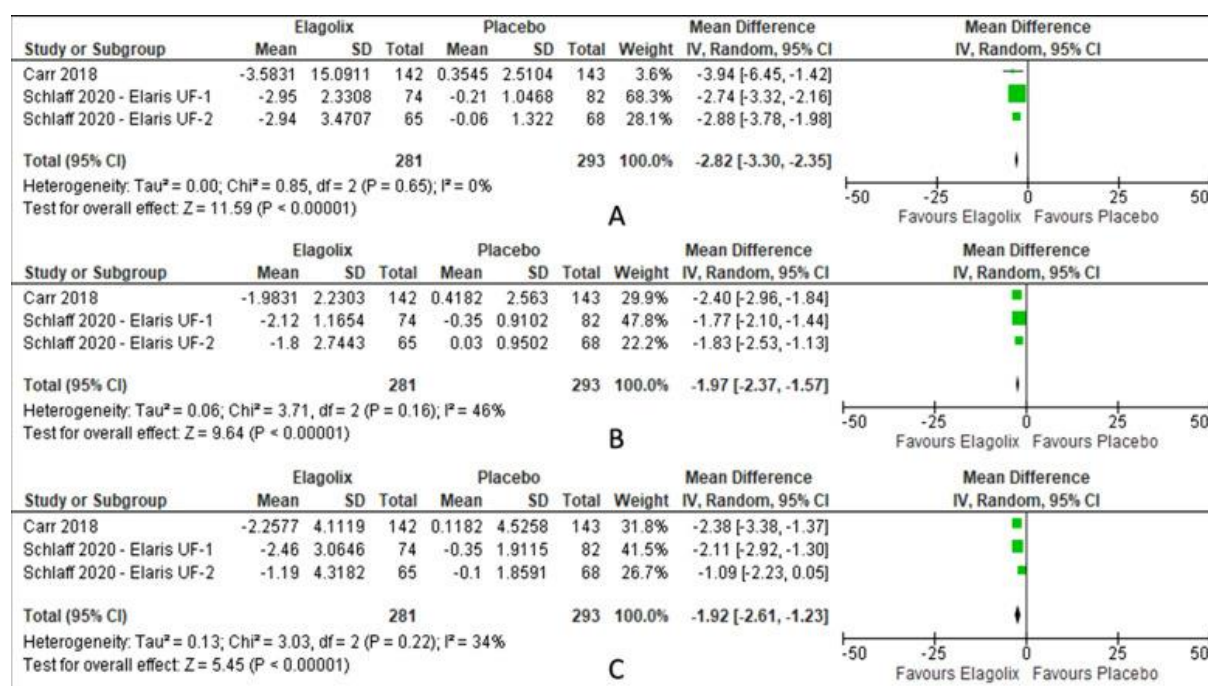 Elagolix Placebo Mean Difference Mean Difference
Study or Subgroup Mean SD Total Mean SD Total Weight IV, Random, 95% CI IV, Random, 95% CI
Carr 2018 -3.5831 15.0911 142 0.3545 2.5104 143 3.6% -3.94 [-6.45, -1.42]
Schlaff 2020 - Elaris UF-1 -2.95 2.3308 74 -0.21 1.0468 82 68.3% -2.74 [-3.32, -2.16]
Schlaff 2020 - Elaris UF-2 -2.94 3.4707 65 -0.06 1.322 68 28.1% -2.88 [-3.78, -1.98]
Total (95% CI) 281 293 100.0% -2.82 [-3.30, -2.35]
Heterogeneity: Tau² = 0.00; Chi² = 0.85, df = 2 (P = 0.65); I² = 0%
Test for overall effect: Z = 11.59 (P < 0.00001)
A
-50 -25 0 25 50
Favours Elagolix Favours Placebo
Elagolix Placebo Mean Difference Mean Difference
Study or Subgroup Mean SD Total Mean SD Total Weight IV, Random, 95% CI IV, Random, 95% CI
Carr 2018 -1.9831 2.2303 142 0.4182 2.563 143 29.9% -2.40 [-2.96, -1.84]
Schlaff 2020 - Elaris UF-1 -2.12 1.1654 74 -0.35 0.9102 82 47.8% -1.77 [-2.10, -1.44]
Schlaff 2020 - Elaris UF-2 -1.8 2.7443 65 0.03 0.9502 68 22.2% -1.83 [-2.53, -1.13]
Total (95% CI) 281 293 100.0% -1.97 [-2.37, -1.57]
Heterogeneity: Tau² = 0.06; Chi² = 3.71, df = 2 (P = 0.16); I² = 46%
Test for overall effect: Z = 9.64 (P < 0.00001)
B
-50 -25 0 25 50
Favours Elagolix Favours Placebo
Elagolix Placebo Mean Difference Mean Difference
Study or Subgroup Mean SD Total Mean SD Total Weight IV, Random, 95% CI IV, Random, 95% CI
Carr 2018 -2.2577 4.1119 142 0.1182 4.5258 143 31.8% -2.38 [-3.38, -1.37]
Schlaff 2020 - Elaris UF-1 -2.46 3.0646 74 -0.35 1.9115 82 41.5% -2.11 [-2.92, -1.30]
Schlaff 2020 - Elaris UF-2 -1.19 4.3182 65 -0.1 1.8591 68 26.7% -1.09 [-2.23, 0.05]
Total (95% CI) 281 293 100.0% -1.92 [-2.61, -1.23]
Heterogeneity: Tau² = 0.13; Chi² = 3.03, df = 2 (P = 0.22); I² = 34%
Test for overall effect: Z = 5.45 (P < 0.00001)
C
-50 -25 0 25 50
Favours Elagolix Favours Placebo